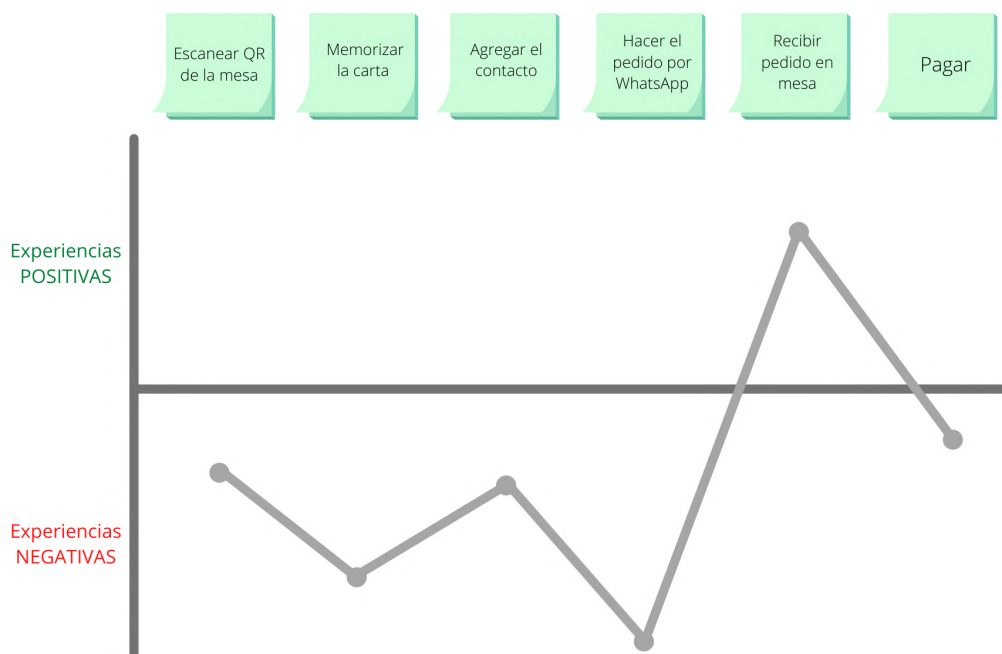 Escanear QR
de la mesa
Memorizar
la carta
Agregar el
contacto
Hacer el
pedido por
WhatsApp
Recibir
pedido en
mesa
Pagar
Experiencias
POSITIVAS
Experiencias
NEGATIVAS